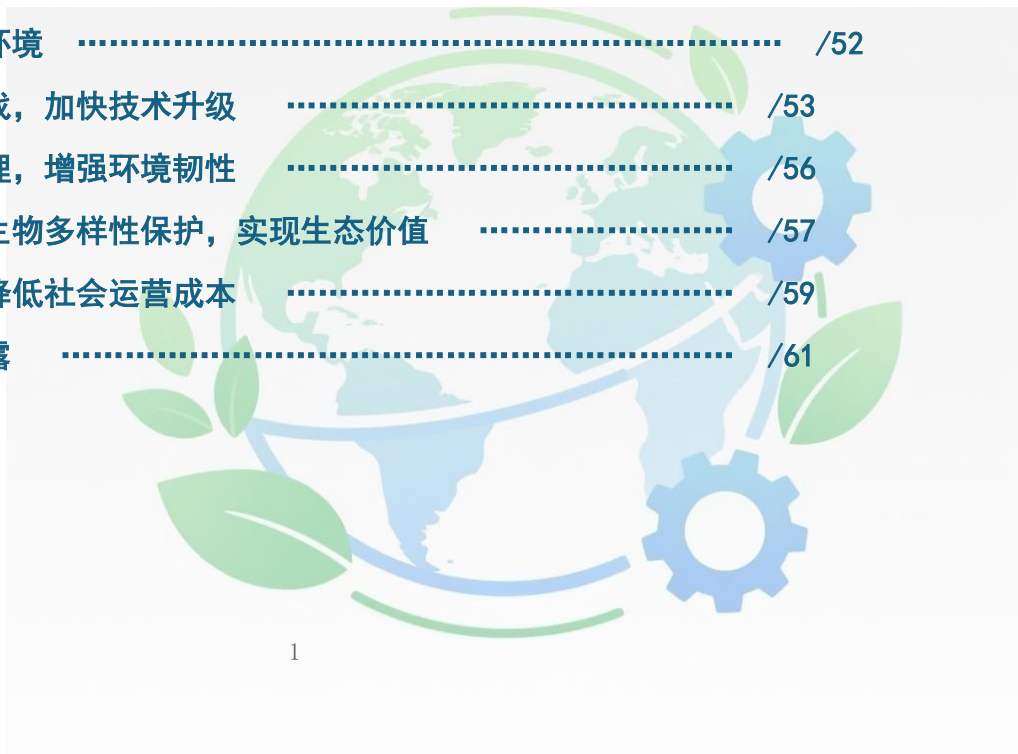 环境 /52
加快技术升级 /53
理，增强环境韧性 /56
生物多样性保护，实现生态价值 /57
降低社会运营成本 /59
露 /61
1